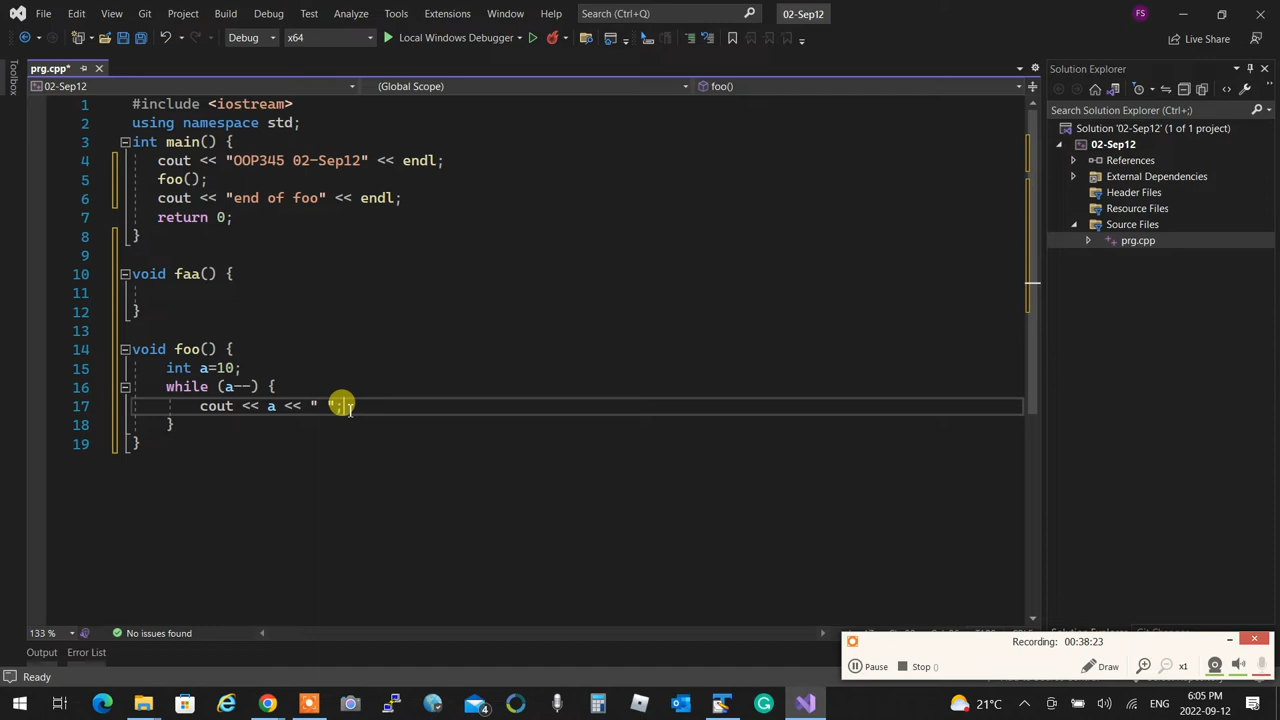 File Edit View Git Project Build Debug Test Analyze Tools Extensions Window Help Search (Ctrl+Q) 02-Sep12 FS
Debug x64 Local Windows Debugger Live Share
Toolbox
prg.cpp*
02-Sep12 (Global Scope) foo()
1 #include <iostream>
2 using namespace std;
3 int main() {
4 cout << "OOP345 02-Sep12" << endl;
5 foo();
6 cout << "end of foo" << endl;
7 return 0;
8 }
9
10 void faa() {
11
12 }
13
14 void foo() {
15 int a=10;
16 while (a--) {
17 cout << a << " ";
18 }
19 }
Solution Explorer
Search Solution Explorer (Ctrl+;)
Solution '02-Sep12' (1 of 1 project)
02-Sep12
References
External Dependencies
Header Files
Resource Files
Source Files
prg.cpp
133 % No issues found
Output Error List
Ready
Recording: 00:38:23
Pause Stop Draw x1
4
21°C ENG 6:05 PM
2022-09-12